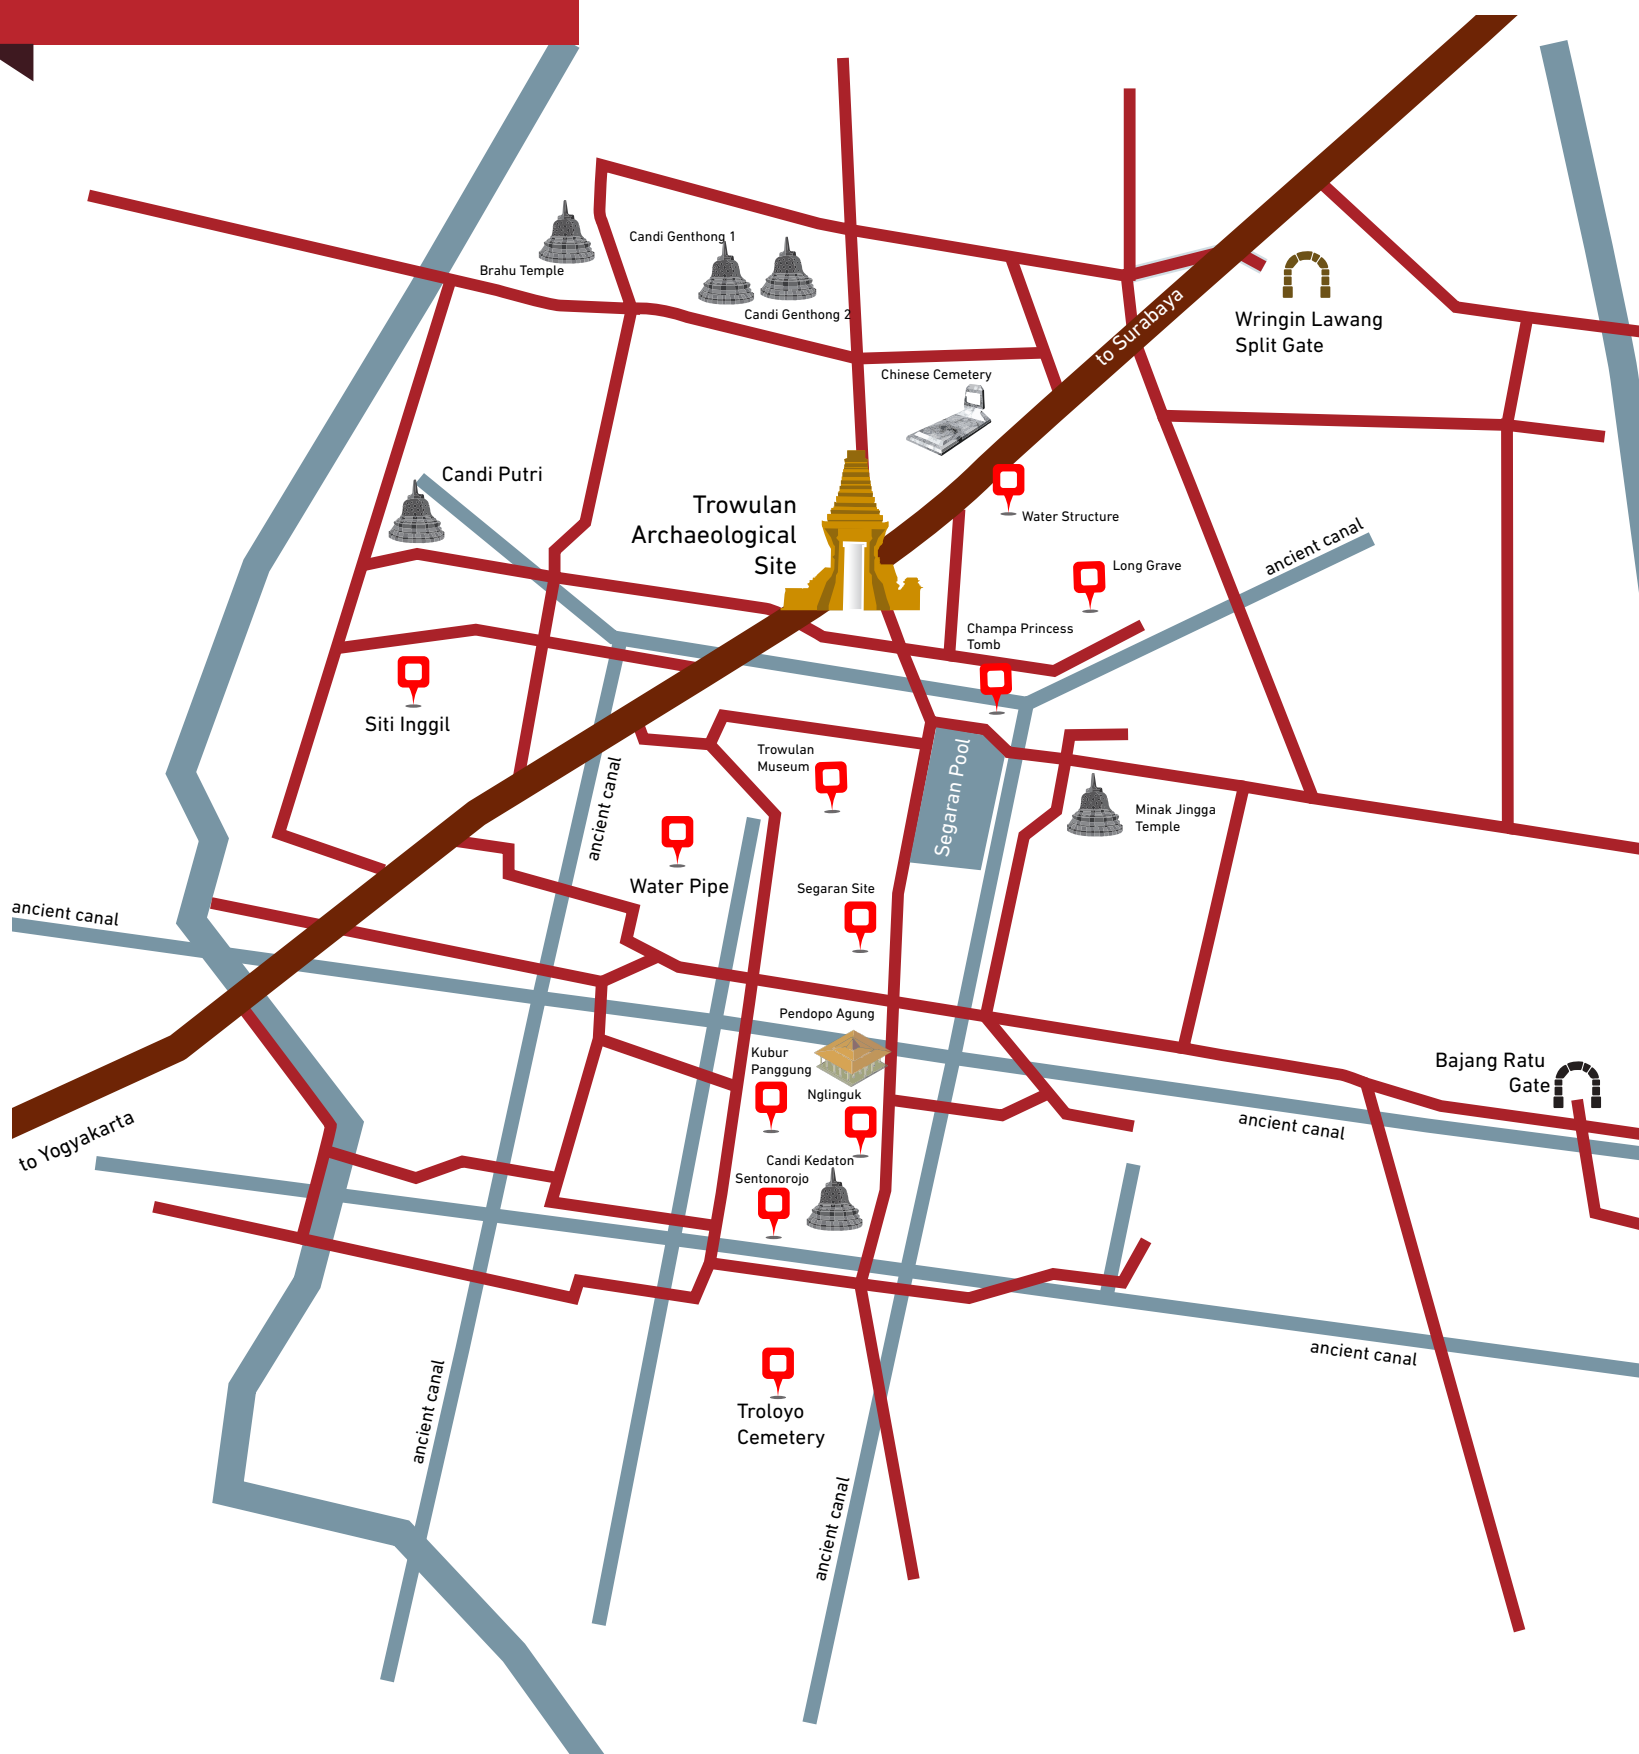 Candi Genthong 1
Brahu Temple
Candi Genthong 2
to Surabaya
Wringin Lawang
Split Gate
Chinese Cemetery
Candi Putri
Trowulan
Archaeological
Site
Water Structure
ancient canal
Long Grave
Champa Princess
Tomb
Siti Inggil
Trowulan
Museum
Segaran Pool
ancient canal
Minak Jingga
Temple
Water Pipe
Segaran Site
ancient canal
Pendopo Agung
Kubur
Panggung
Bajang Ratu
Gate
Nglinguk
ancient canal
to Yogyakarta
Candi Kedaton
Sentonorojo
ancient canal
ancient canal
Troloyo
Cemetery
ancient canal